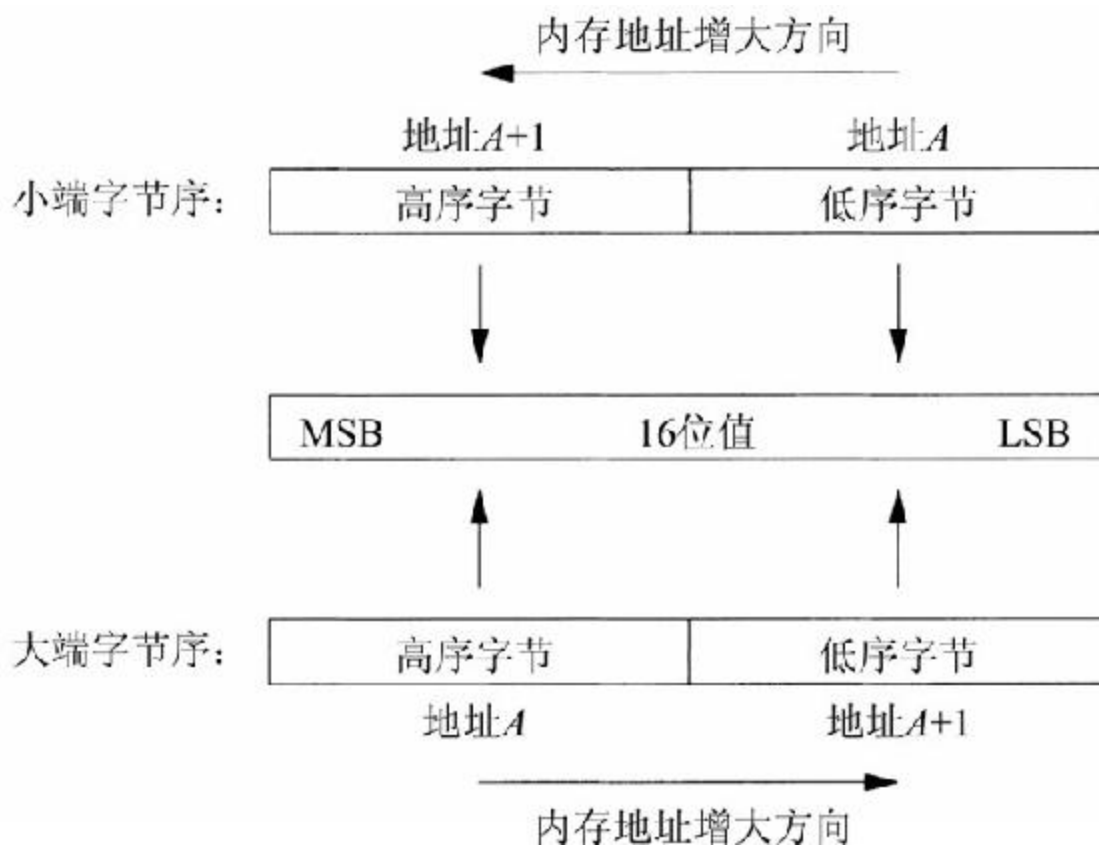 内存地址增大方向
地址A+1 地址A
小端字节序： 高序字节 低序字节
MSB 16位值 LSB
大端字节序： 高序字节 低序字节
地址A 地址A+1
内存地址增大方向